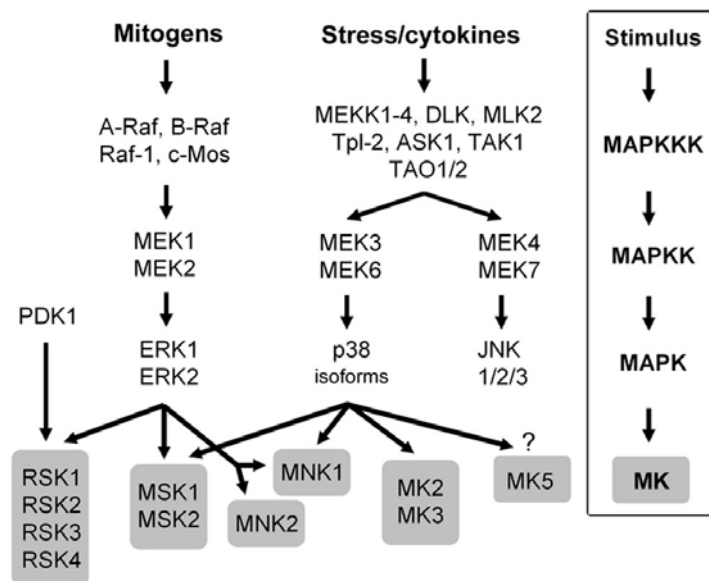 Mitogens
Stress/cytokines
Stimulus
A-Raf, B-Raf
Raf-1, c-Mos
MEKK1-4, DLK, MLK2
Tpl-2, ASK1, TAK1
TAO1/2
MAPKKK
MEK1
MEK2
MEK3
MEK6
MEK4
MEK7
MAPKK
PDK1
ERK1
ERK2
p38
isoforms
JNK
1/2/3
MAPK
?
RSK1
RSK2
RSK3
RSK4
MSK1
MSK2
MNK1
MNK2
MK2
MK3
MK5
MK